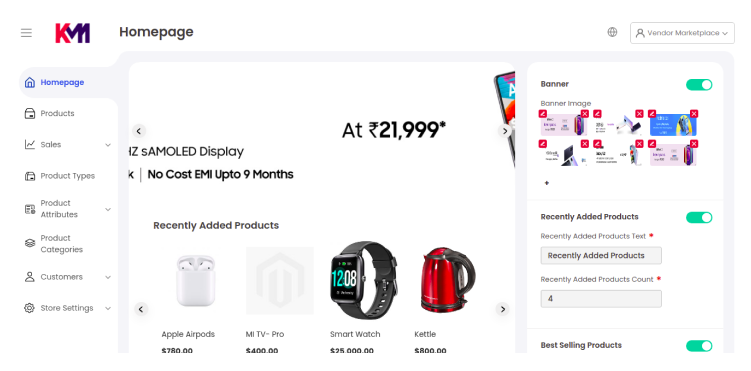 KM
Homepage
Vendor Marketplace
Homepage
Products
Sales
Product Types
Product
Attributes
Product
Categories
Customers
Store Settings
At ₹21,999*
HZ sAMOLED Display
k | No Cost EMI Upto 9 Months
Recently Added Products
12:08
Apple Airpods
MI TV- Pro
Smart Watch
Kettle
$780.00
$400.00
$25,000.00
$800.00
Banner
Banner Image
+
Recently Added Products
Recently Added Products Text *
Recently Added Products
Recently Added Products Count *
4
Best Selling Products